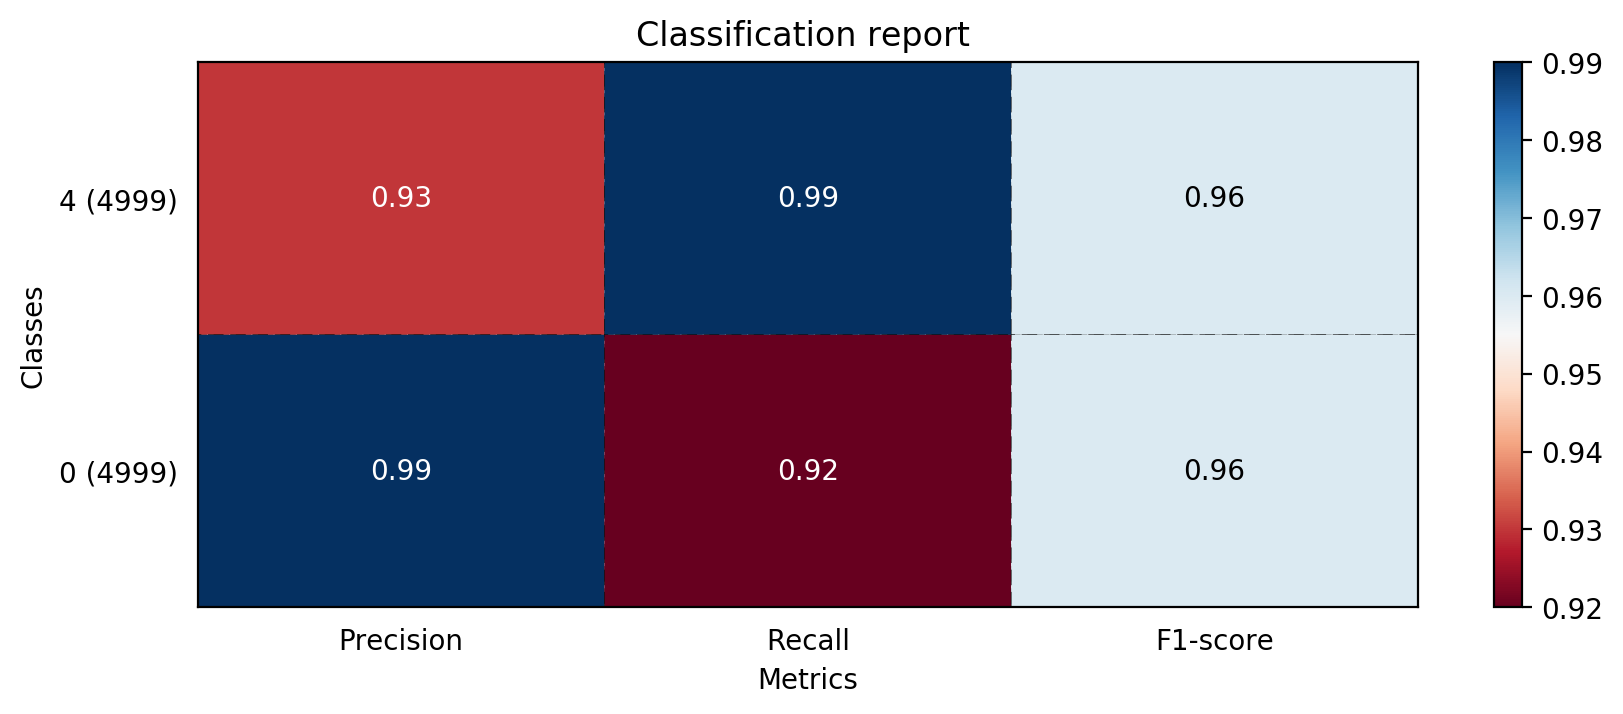 Classification report
4 (4999)
0.93
0.99
0.96
0 (4999)
0.99
0.92
0.96
Classes
Precision
Recall
F1-score
Metrics
0.99
0.98
0.97
0.96
0.95
0.94
0.93
0.92